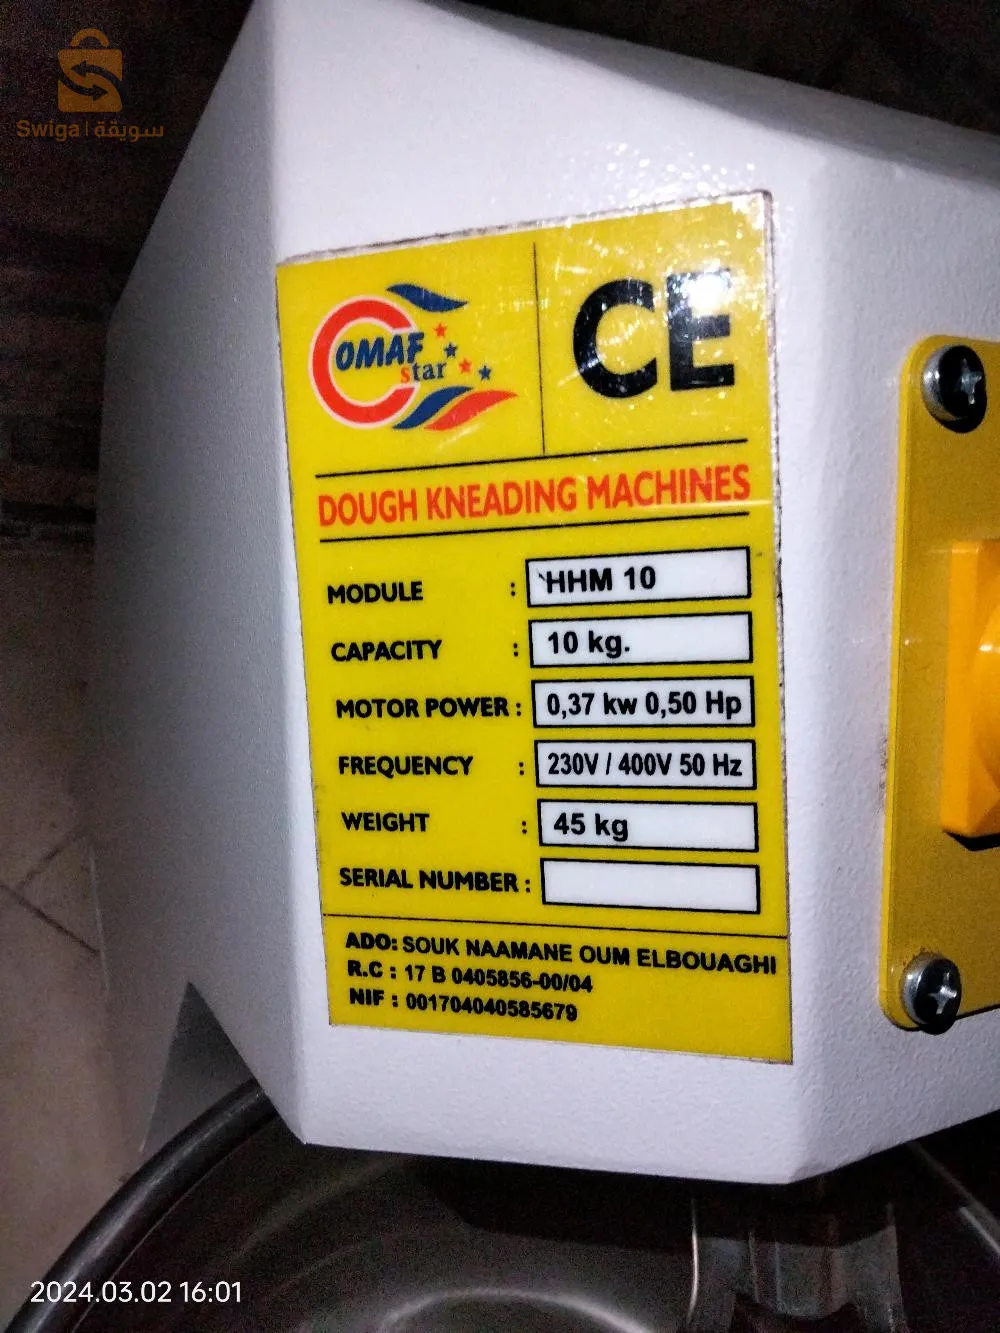 Swiga | سويقة
COMAF
star
CE
DOUGH KNEADING MACHINES
MODULE : HHM 10
CAPACITY : 10 kg.
MOTOR POWER : 0,37 kw 0,50 Hp
FREQUENCY : 230V / 400V 50 Hz
WEIGHT : 45 kg
SERIAL NUMBER :
ADO: SOUK NAAMANE OUM ELBOUAGHI
R.C : 17 B 0405856-00/04
NIF : 001704040585679
2024.03.02 16:01